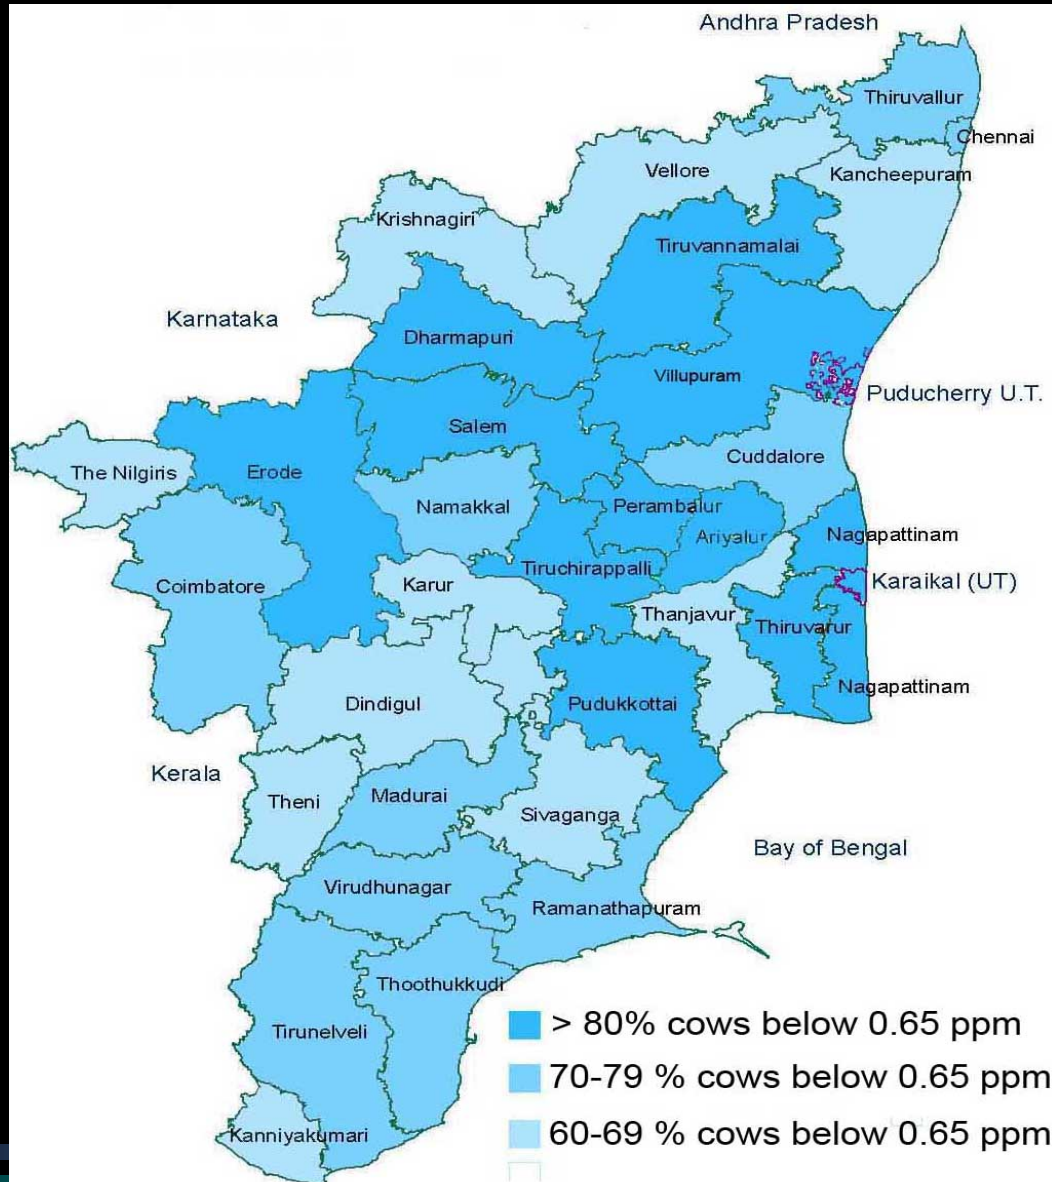 Andhra Pradesh
Thiruvallur
Chennai
Vellore
Kancheepuram
Krishnagiri
Tiruvannamalai
Karnataka
Dharmapuri
Villupuram
Puducherry U.T.
Salem
Cuddalore
The Nilgiris
Erode
Namakkal
Perambalur
Ariyalur
Nagapattinam
Tiruchirappalli
Karaikal (UT)
Coimbatore
Karur
Thanjavur
Thiruvarur
Nagapattinam
Dindigul
Pudukkottai
Kerala
Theni
Madurai
Sivaganga
Bay of Bengal
Virudhunagar
Ramanathapuram
Thoothukkudi
Tirunelveli
Kanniyakumari
> 80% cows below 0.65 ppm
70-79 % cows below 0.65 ppm
60-69 % cows below 0.65 ppm